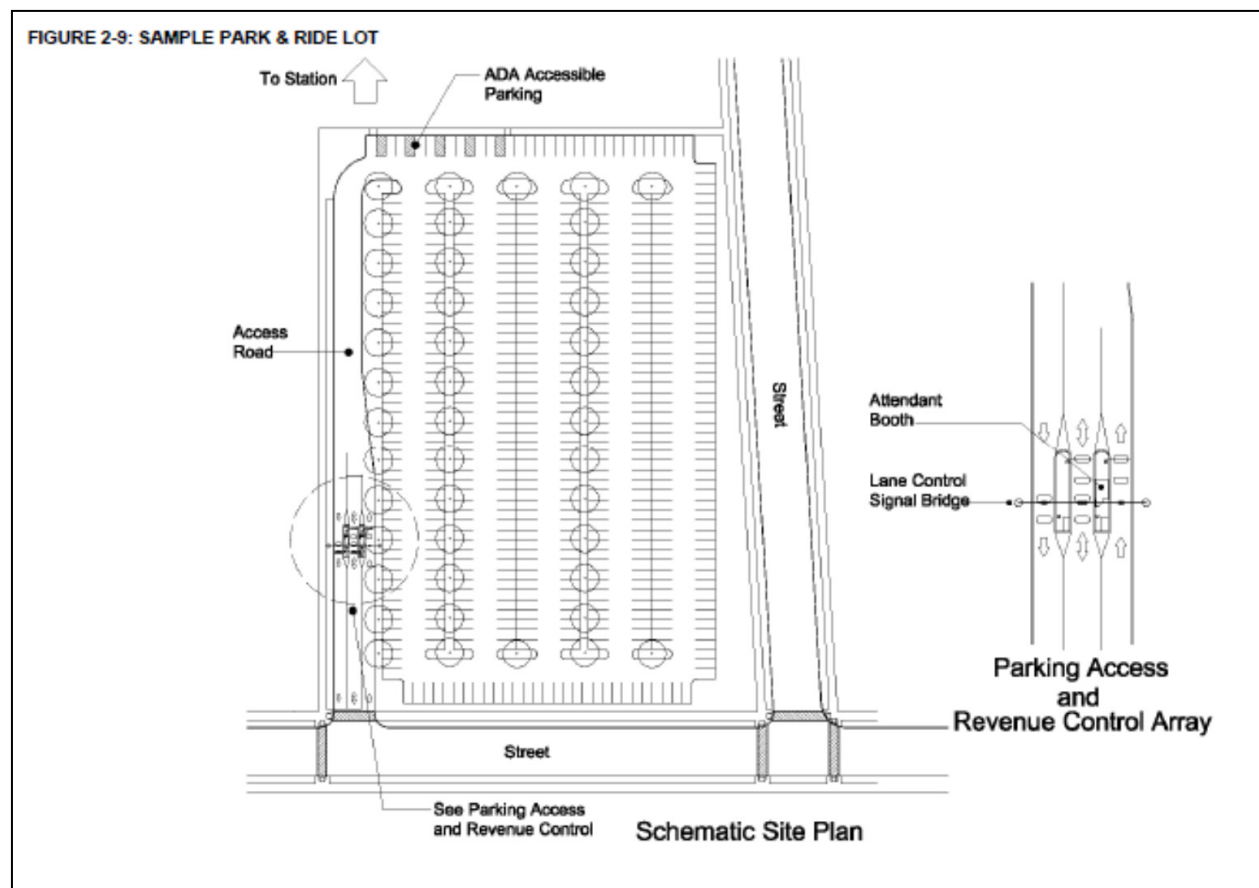 FIGURE 2-9: SAMPLE PARK & RIDE LOT
To Station
ADA Accessible
Parking
Access
Road
Street
Attendant
Booth
Lane Control
Signal Bridge
Parking Access
and
Revenue Control Array
Street
See Parking Access
and Revenue Control
Schematic Site Plan